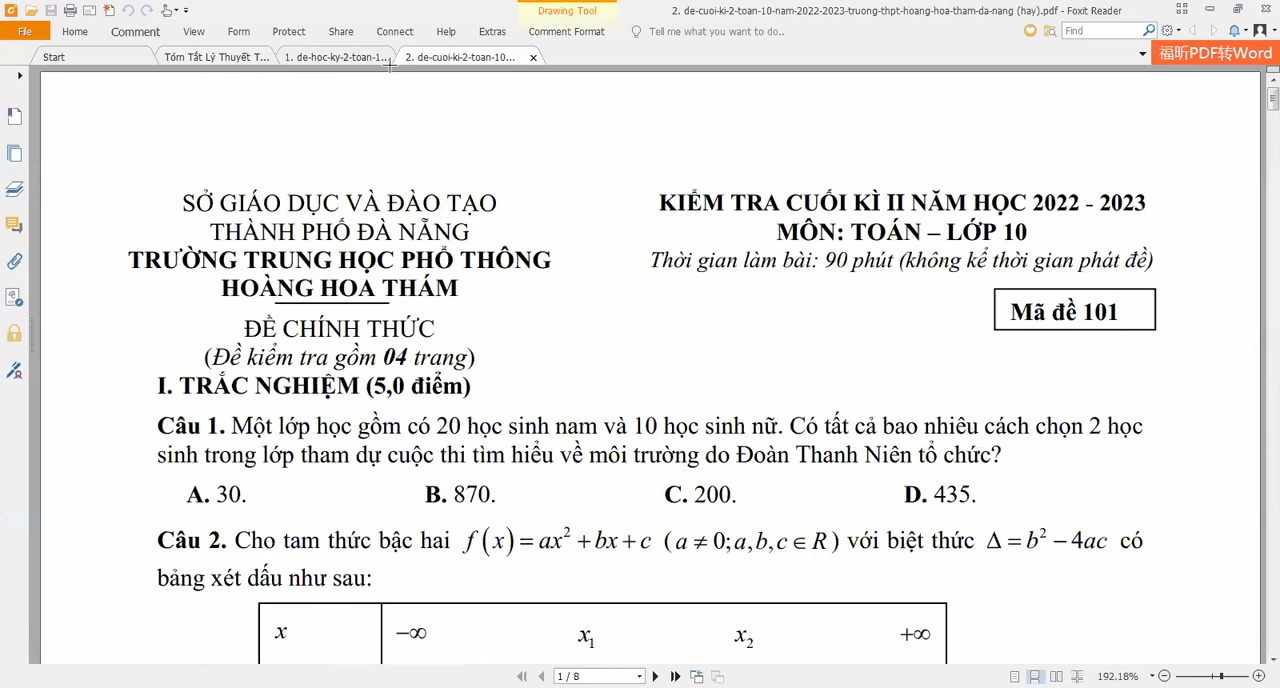 Drawing Tool
2. de-cuoi-ki-2-toan-10-nam-2022-2023-truong-thpt-hoang-hoa-tham-da-nang (hay).pdf - Foxit Reader
File Home Comment View Form Protect Share Connect Help Extras Comment Format Tell me what you want to do.. Find
Start Tóm Tắt Lý Thuyết T... 1. de-hoc-ky-2-toan-1... 2. de-cuoi-ki-2-toan-10... x 福昕PDF转Word
SỞ GIÁO DỤC VÀ ĐÀO TẠO
THÀNH PHỐ ĐÀ NẴNG
TRƯỜNG TRUNG HỌC PHỔ THÔNG
HOÀNG HOA THÁM
ĐỀ CHÍNH THỨC
(Đề kiểm tra gồm 04 trang)
KIỂM TRA CUỐI KÌ II NĂM HỌC 2022 - 2023
MÔN: TOÁN – LỚP 10
Thời gian làm bài: 90 phút (không kể thời gian phát đề)
Mã đề 101
I. TRẮC NGHIỆM (5,0 điểm)
Câu 1. Một lớp học gồm có 20 học sinh nam và 10 học sinh nữ. Có tất cả bao nhiêu cách chọn 2 học
sinh trong lớp tham dự cuộc thi tìm hiểu về môi trường do Đoàn Thanh Niên tổ chức?
A. 30. B. 870. C. 200. D. 435.
Câu 2. Cho tam thức bậc hai f(x) = ax² + bx + c (a ≠ 0; a, b, c ∈ R) với biệt thức Δ = b² − 4ac có
bảng xét dấu như sau:
x −∞ x₁ x₂ +∞
1 / 8 192.18%